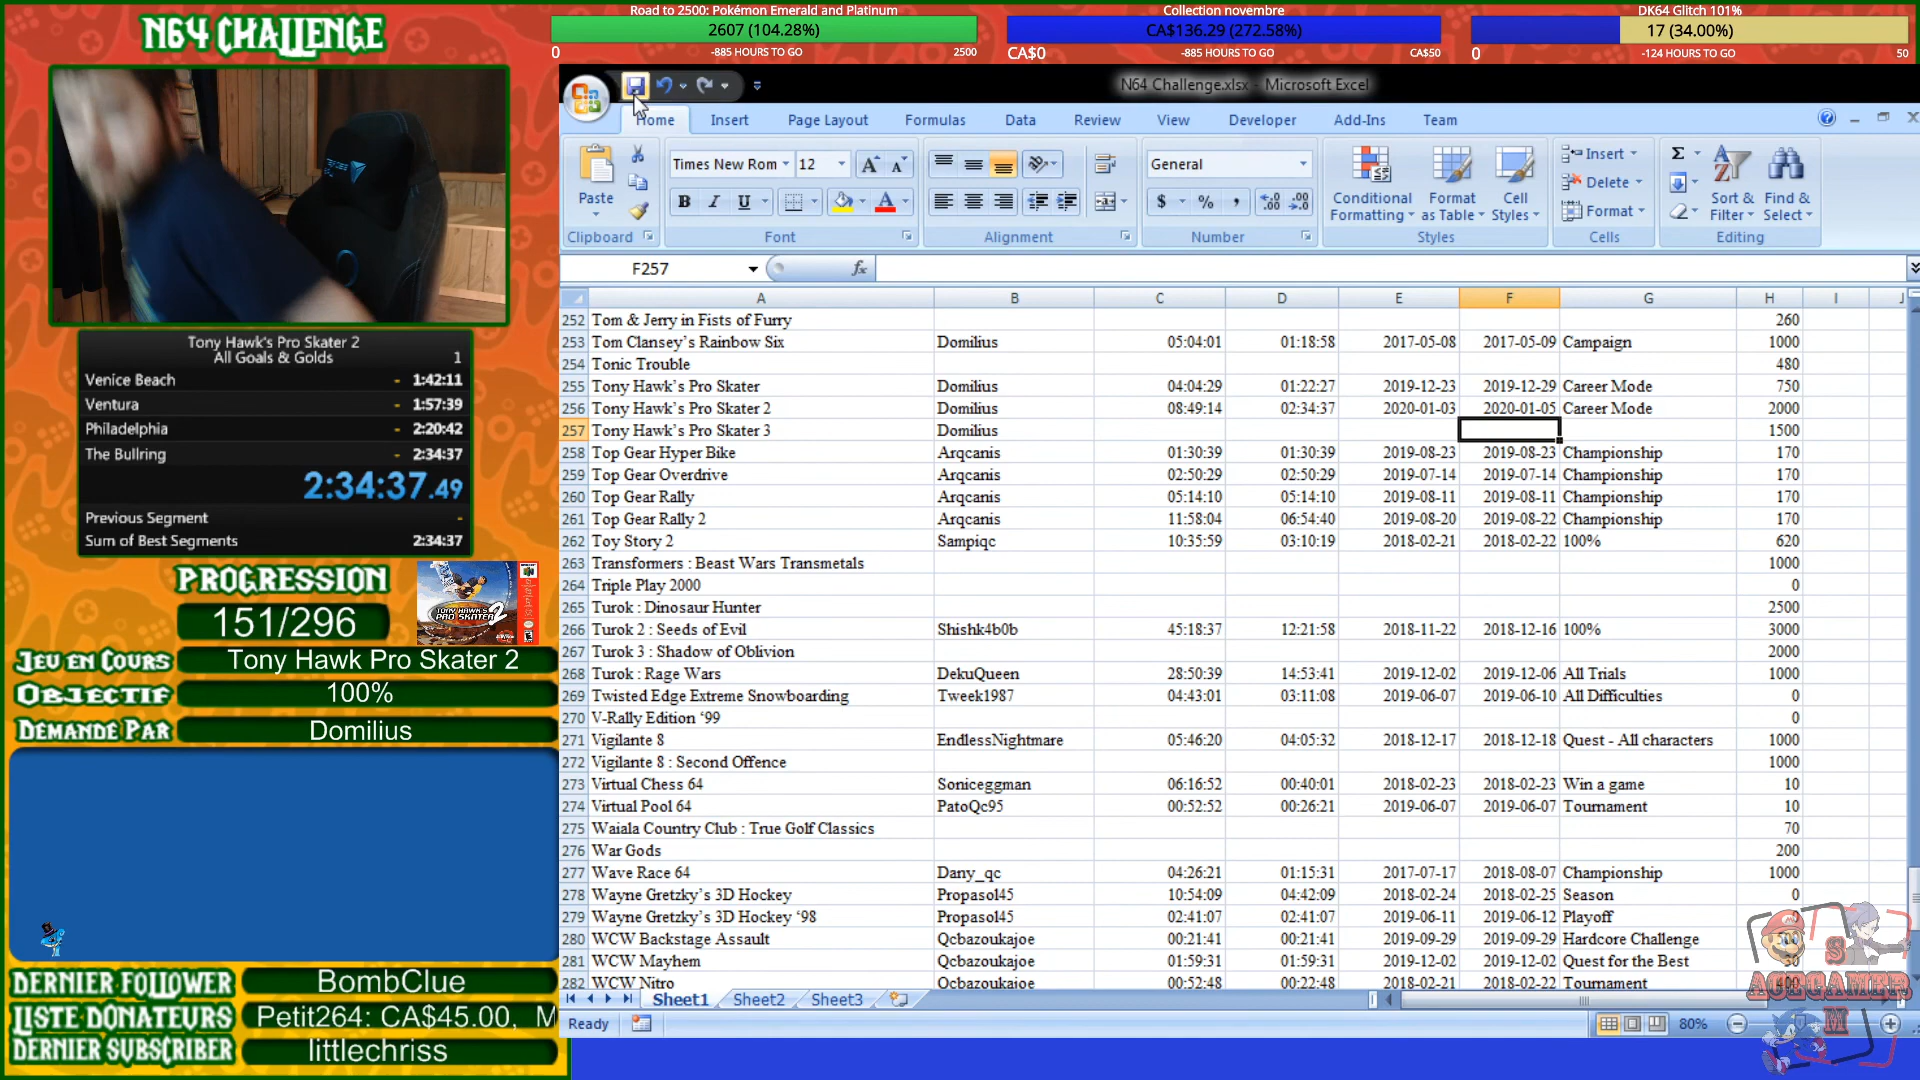 N64 CHALLENGE
Road to 2500: Pokémon Emerald and Platinum
2607 (104.28%)
0 -885 HOURS TO GO 2500
Collection novembre
CA$136.29 (272.58%)
CA$0 -885 HOURS TO GO CA$50
DK64 Glitch 101%
17 (34.00%)
0 -124 HOURS TO GO 50
N64 Challenge.xlsx - Microsoft Excel
Home Insert Page Layout Formulas Data Review View Developer Add-Ins Team
Paste
Clipboard
Times New Rom 12
B I U
Font
Alignment
General
$ % ,
Number
Conditional Formatting
Format as Table
Cell Styles
Styles
Insert
Delete
Format
Cells
Σ
Sort & Filter
Find & Select
Editing
F257 fx
A B C D E F G H I J
252 Tom & Jerry in Fists of Furry 260
253 Tom Clansey's Rainbow Six Domilius 05:04:01 01:18:58 2017-05-08 2017-05-09 Campaign 1000
254 Tonic Trouble 480
255 Tony Hawk's Pro Skater Domilius 04:04:29 01:22:27 2019-12-23 2019-12-29 Career Mode 750
256 Tony Hawk's Pro Skater 2 Domilius 08:49:14 02:34:37 2020-01-03 2020-01-05 Career Mode 2000
257 Tony Hawk's Pro Skater 3 Domilius 1500
258 Top Gear Hyper Bike Arqcanis 01:30:39 01:30:39 2019-08-23 2019-08-23 Championship 170
259 Top Gear Overdrive Arqcanis 02:50:29 02:50:29 2019-07-14 2019-07-14 Championship 170
260 Top Gear Rally Arqcanis 05:14:10 05:14:10 2019-08-11 2019-08-11 Championship 170
261 Top Gear Rally 2 Arqcanis 11:58:04 06:54:40 2019-08-20 2019-08-22 Championship 170
262 Toy Story 2 Sampiqc 10:35:59 03:10:19 2018-02-21 2018-02-22 100% 620
263 Transformers : Beast Wars Transmetals 1000
264 Triple Play 2000 0
265 Turok : Dinosaur Hunter 2500
266 Turok 2 : Seeds of Evil Shishk4b0b 45:18:37 12:21:58 2018-11-22 2018-12-16 100% 3000
267 Turok 3 : Shadow of Oblivion 2000
268 Turok : Rage Wars DekuQueen 28:50:39 14:53:41 2019-12-02 2019-12-06 All Trials 1000
269 Twisted Edge Extreme Snowboarding Tweek1987 04:43:01 03:11:08 2019-06-07 2019-06-10 All Difficulties 0
270 V-Rally Edition '99 0
271 Vigilante 8 EndlessNightmare 05:46:20 04:05:32 2018-12-17 2018-12-18 Quest - All characters 1000
272 Vigilante 8 : Second Offence 1000
273 Virtual Chess 64 Soniceggman 06:16:52 00:40:01 2018-02-23 2018-02-23 Win a game 10
274 Virtual Pool 64 PatoQc95 00:52:52 00:26:21 2019-06-07 2019-06-07 Tournament 10
275 Waiala Country Club : True Golf Classics 70
276 War Gods 200
277 Wave Race 64 Dany_qc 04:26:21 01:15:31 2017-07-17 2018-08-07 Championship 1000
278 Wayne Gretzky's 3D Hockey Propasol45 10:54:09 04:42:09 2018-02-24 2018-02-25 Season 0
279 Wayne Gretzky's 3D Hockey '98 Propasol45 02:41:07 02:41:07 2019-06-11 2019-06-12 Playoff
280 WCW Backstage Assault Qcbazoukajoe 00:21:41 00:21:41 2019-09-29 2019-09-29 Hardcore Challenge
281 WCW Mayhem Qcbazoukajoe 01:59:31 01:59:31 2019-12-02 2019-12-02 Quest for the Best
282 WCW Nitro Qcbazoukajoe 00:52:48 00:22:48 2018-02-21 2018-02-22 Tournament
Sheet1 Sheet2 Sheet3
Ready 80%
Tony Hawk's Pro Skater 2
All Goals & Golds 1
Venice Beach - 1:42:11
Ventura - 1:57:39
Philadelphia - 2:20:42
The Bullring - 2:34:37
2:34:37.49
Previous Segment -
Sum of Best Segments 2:34:37
PROGRESSION
151/296
TONY HAWK'S PRO SKATER 2
JEU EN COURS Tony Hawk Pro Skater 2
OBJECTIF 100%
DEMANDE PAR Domilius
DERNIER FOLLOWER BombClue
LISTE DONATEURS Petit264: CA$45.00, M
DERNIER SUBSCRIBER littlechriss
S
ACEGAMER
M